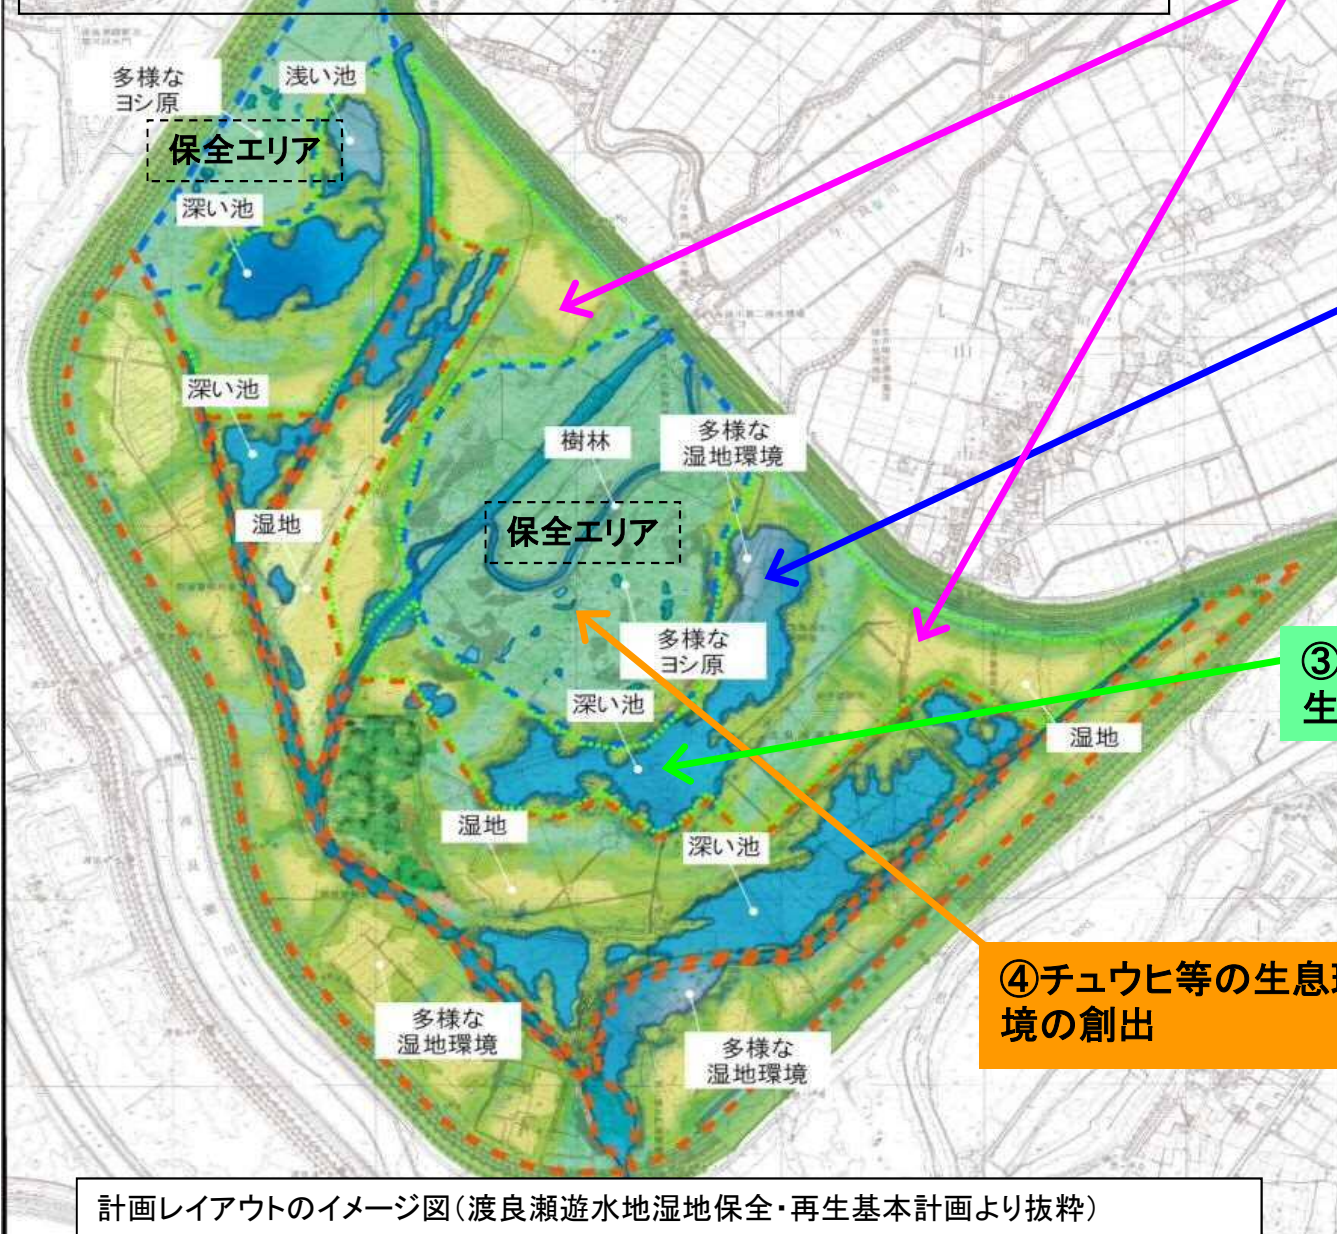 多様な
ヨシ原
浅い池
保全エリア
深い池
深い池
樹林
多様な
湿地環境
湿地
保全エリア
多様な
ヨシ原
深い池
③
生
湿地
湿地
深い池
④チュウヒ等の生息
境の創出
多様な
湿地環境
多様な
湿地環境
小
山
計画レイアウトのイメージ図(渡良瀬遊水地湿地保全・再生基本計画より抜粋)